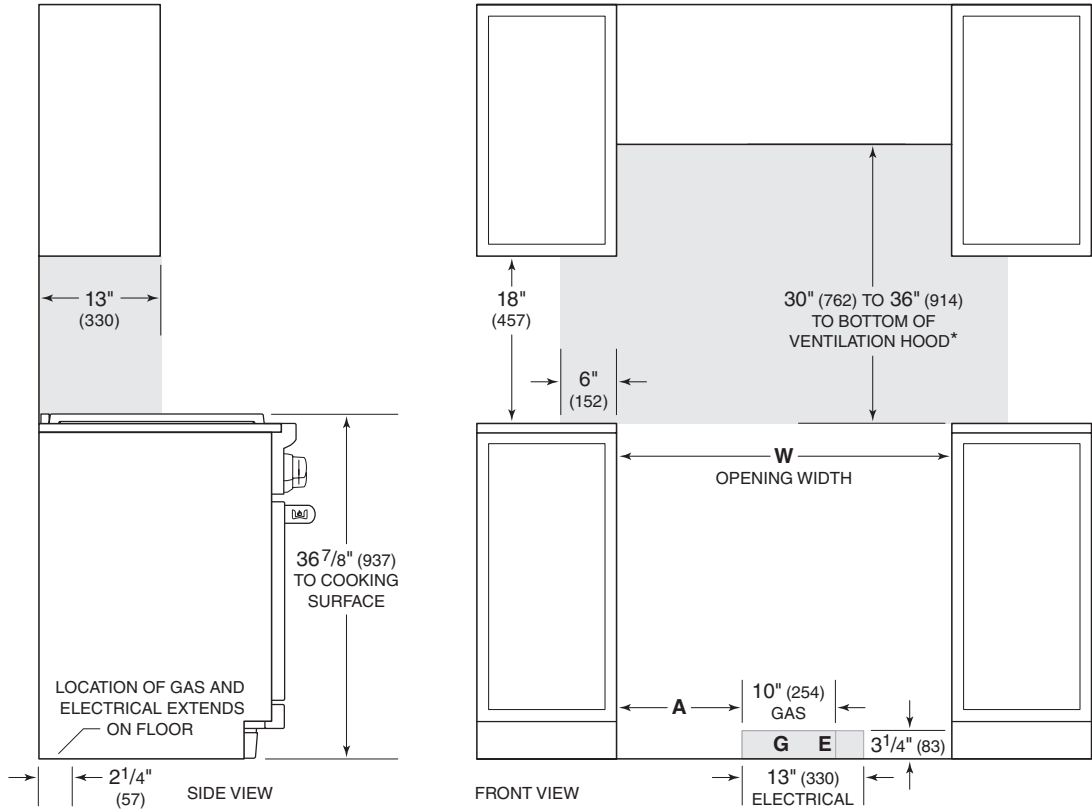 13"
(330)
36 7/8" (937)
TO COOKING
SURFACE
LOCATION OF GAS AND
ELECTRICAL EXTENDS
ON FLOOR
2 1/4"
(57)
SIDE VIEW
18"
(457)
30" (762) TO 36" (914)
TO BOTTOM OF
VENTILATION HOOD*
6"
(152)
W
OPENING WIDTH
A
10" (254)
GAS
G E
3 1/4" (83)
13" (330)
ELECTRICAL
FRONT VIEW